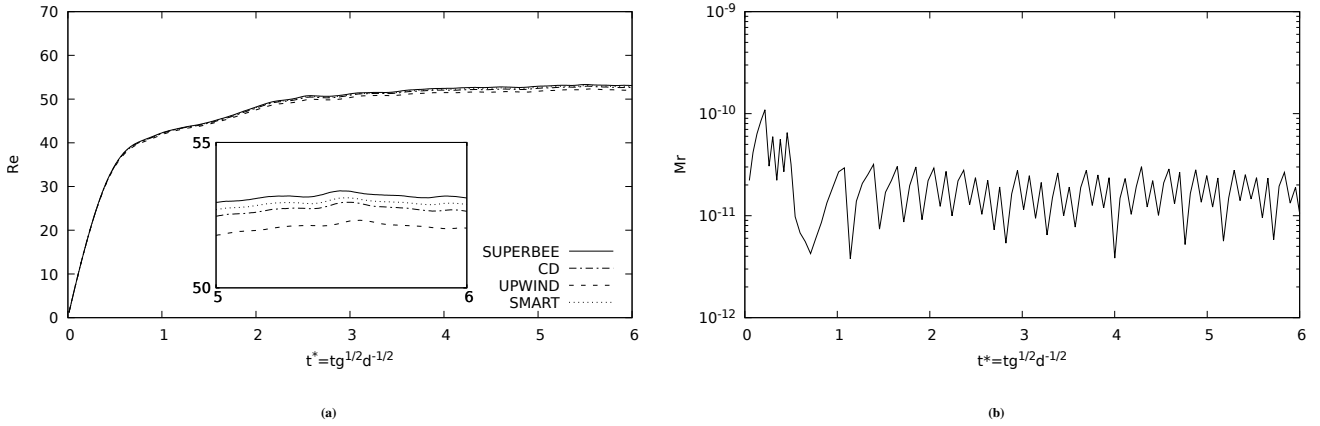 70
60
50
40
30
20
10
0
Re
0 1 2 3 4 5 6
t*=tg1/2d-1/2
55
50
5 6
SUPERBEE
CD
UPWIND
SMART
(a)
10-9
10-10
10-11
10-12
Mr
0 1 2 3 4 5 6
t*=tg1/2d-1/2
(b)